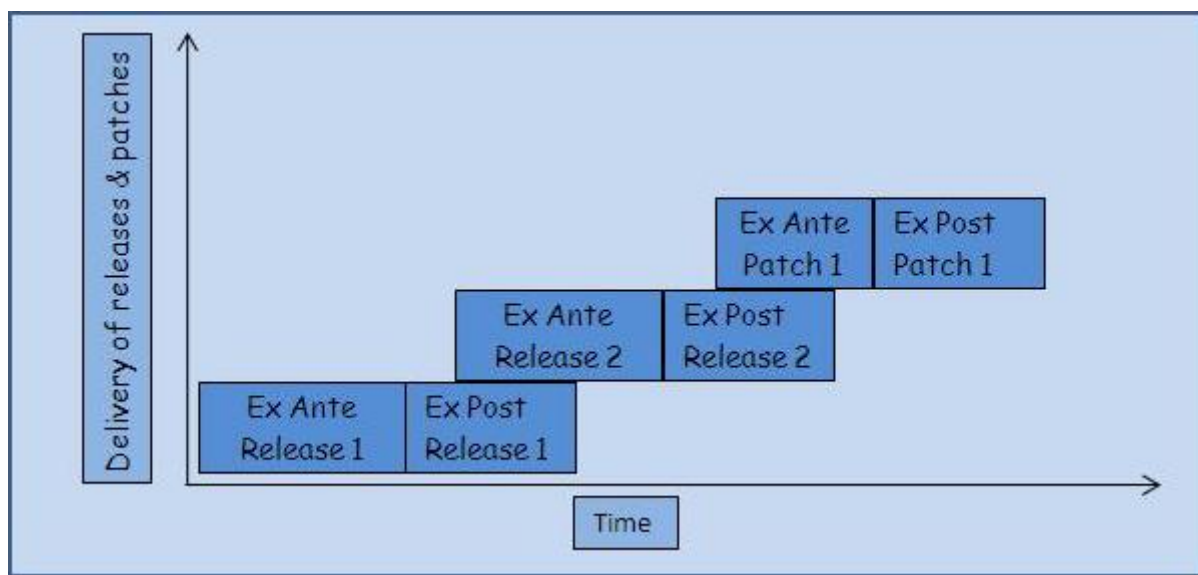 Delivery of releases & patches
Ex Ante
Patch 1
Ex Post
Patch 1
Ex Ante
Release 2
Ex Post
Release 2
Ex Ante
Release 1
Ex Post
Release 1
Time